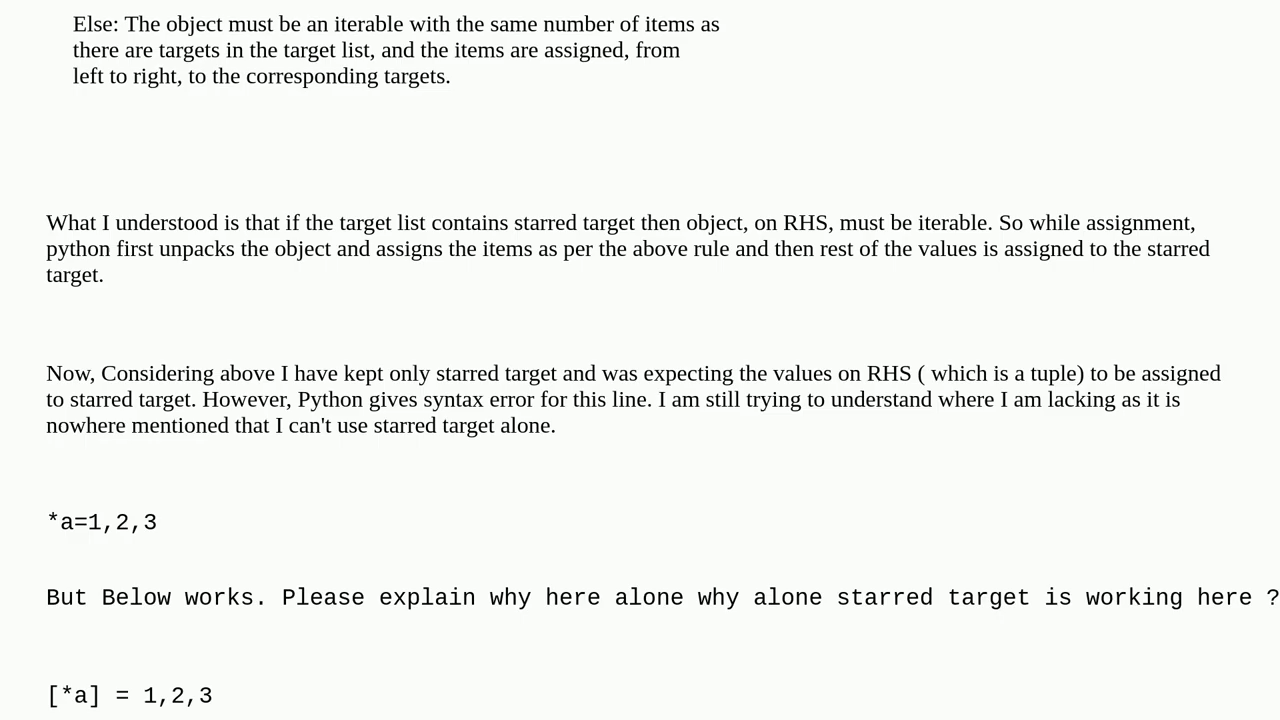 Else: The object must be an iterable with the same number of items as
there are targets in the target list, and the items are assigned, from
left to right, to the corresponding targets.
What I understood is that if the target list contains starred target then object, on RHS, must be iterable. So while assignment,
python first unpacks the object and assigns the items as per the above rule and then rest of the values is assigned to the starred
target.
Now, Considering above I have kept only starred target and was expecting the values on RHS ( which is a tuple) to be assigned
to starred target. However, Python gives syntax error for this line. I am still trying to understand where I am lacking as it is
nowhere mentioned that I can't use starred target alone.
*a=1,2,3
But Below works. Please explain why here alone why alone starred target is working here ?
[*a] = 1,2,3